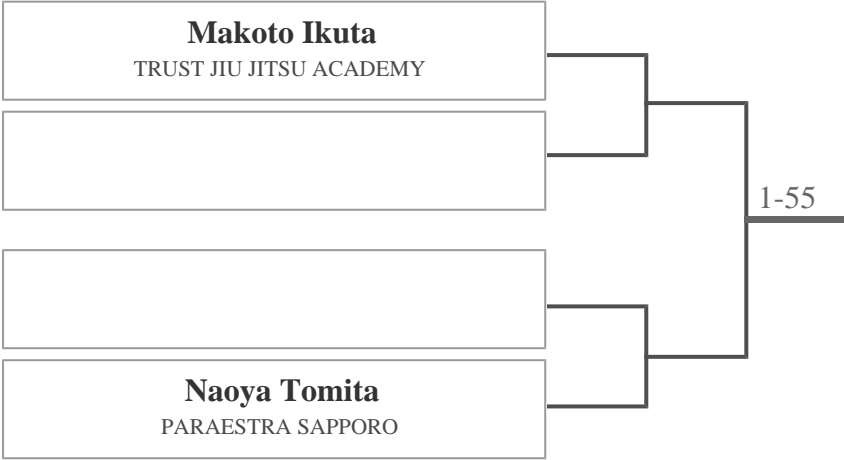 Makoto Ikuta
TRUST JIU JITSU ACADEMY
1-55
Naoya Tomita
PARAESTRA SAPPORO